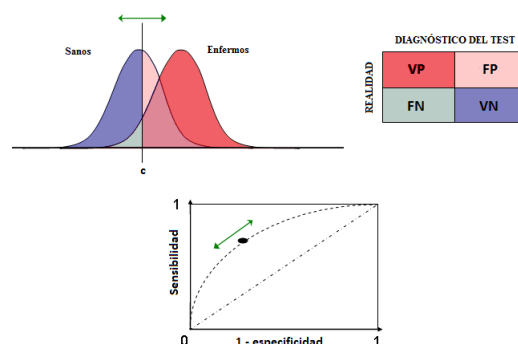 Sanos
Enfermos
c
DIAGNÓSTICO DEL TEST
REALIDAD
VP FP
FN VN
1
Sensibilidad
0 1 - especificidad 1